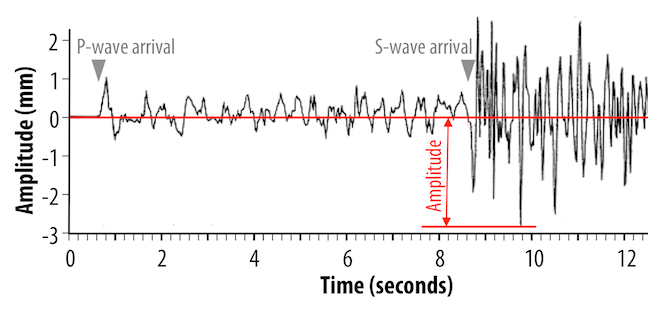 P-wave arrival
S-wave arrival
Amplitude (mm)
2
1
0
-1
-2
-3
Amplitude
0
2
4
6
8
10
12
Time (seconds)